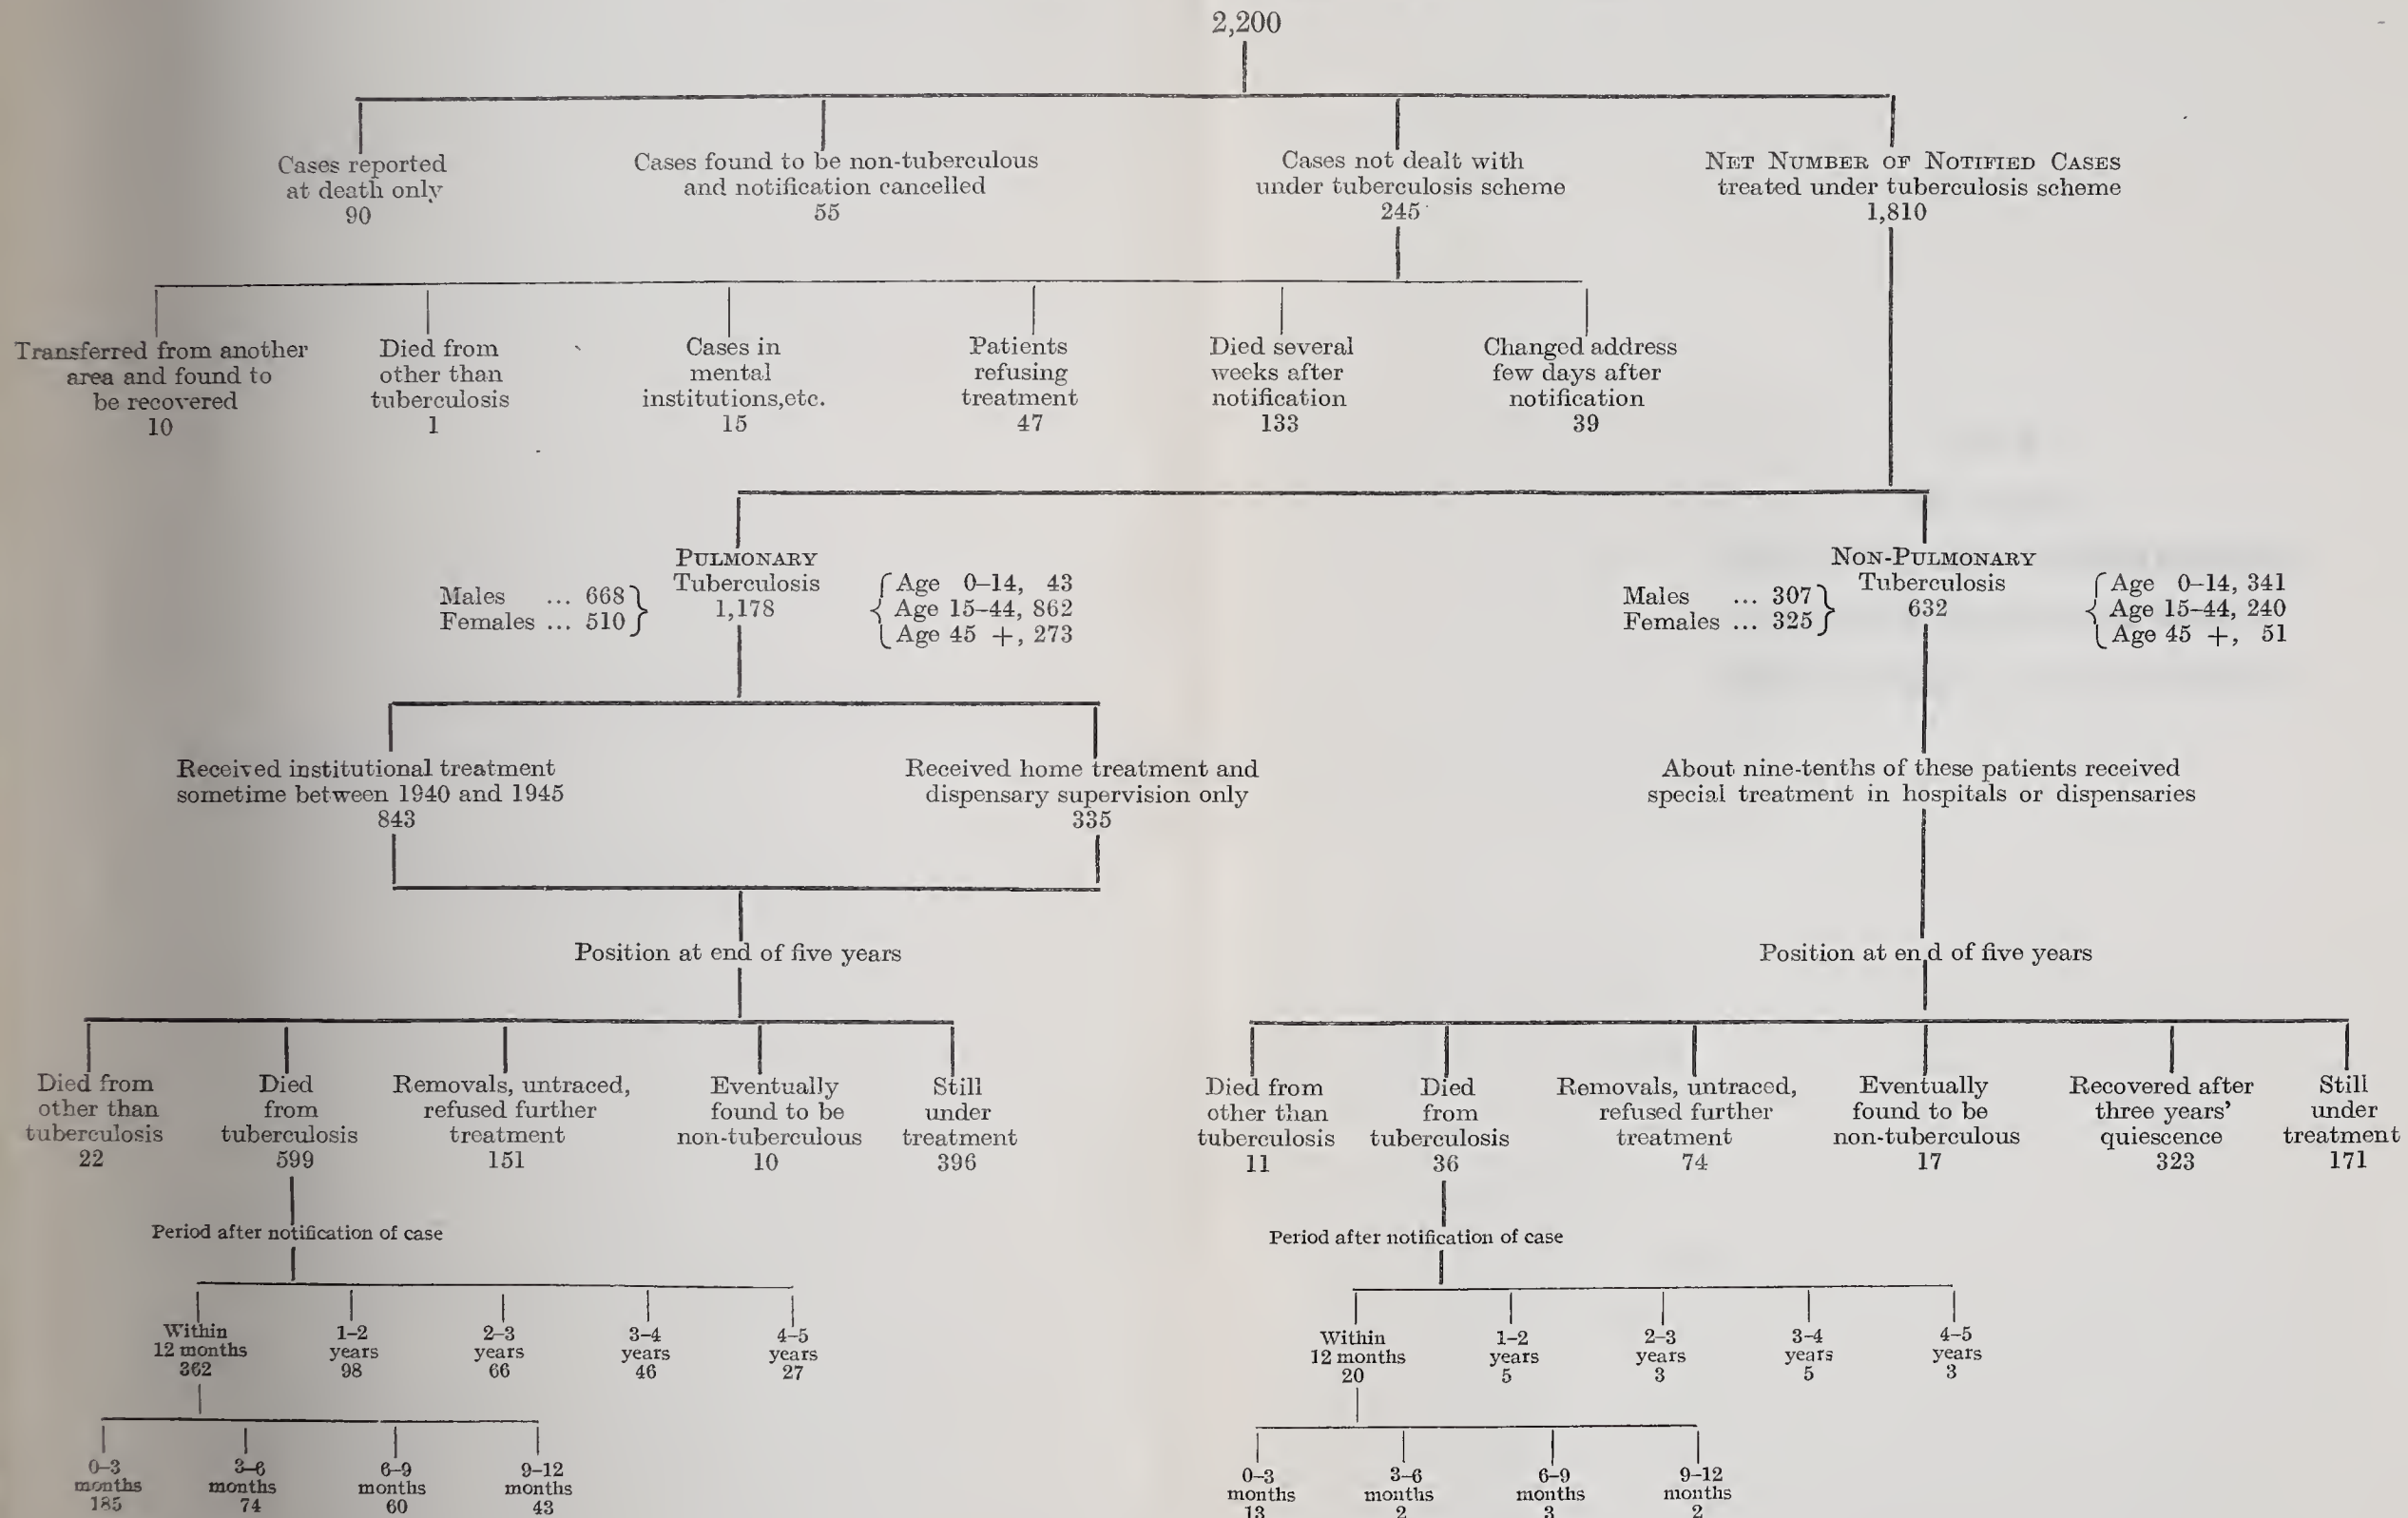 2,200
Cases reported
at death only
90
Cases found to be non-tuberculous
and notification cancelled
55
Cases not dealt with
under tuberculosis scheme
245
NET NUMBER OF NOTIFIED CASES
treated under tuberculosis scheme
1,810
Transferred from another
area and found to
be recovered
10
Died from
other than
tuberculosis
1
Cases in
mental
institutions,etc.
15
Patients
refusing
treatment
47
Died several
weeks after
notification
133
Changed address
few days after
notification
39
Males ... 668
Females ... 510
PULMONARY
Tuberculosis
1,178
Age 0–14, 43
Age 15–44, 862
Age 45 +, 273
Males ... 307
Females ... 325
NON-PULMONARY
Tuberculosis
632
Age 0–14, 341
Age 15–44, 240
Age 45 +, 51
Received institutional treatment
sometime between 1940 and 1945
843
Received home treatment and
dispensary supervision only
335
About nine-tenths of these patients received
special treatment in hospitals or dispensaries
Position at end of five years
Position at end of five years
Died from
other than
tuberculosis
22
Died
from
tuberculosis
599
Removals, untraced,
refused further
treatment
151
Eventually
found to be
non-tuberculous
10
Still
under
treatment
396
Died from
other than
tuberculosis
11
Died
from
tuberculosis
36
Removals, untraced,
refused further
treatment
74
Eventually
found to be
non-tuberculous
17
Recovered after
three years'
quiescence
323
Still
under
treatment
171
Period after notification of case
Period after notification of case
Within
12 months
362
1–2
years
98
2–3
years
66
3–4
years
46
4–5
years
27
Within
12 months
20
1–2
years
5
2–3
years
3
3–4
years
5
4–5
years
3
0–3
months
185
3–6
months
74
6–9
months
60
9–12
months
43
0–3
months
13
3–6
months
2
6–9
months
3
9–12
months
2